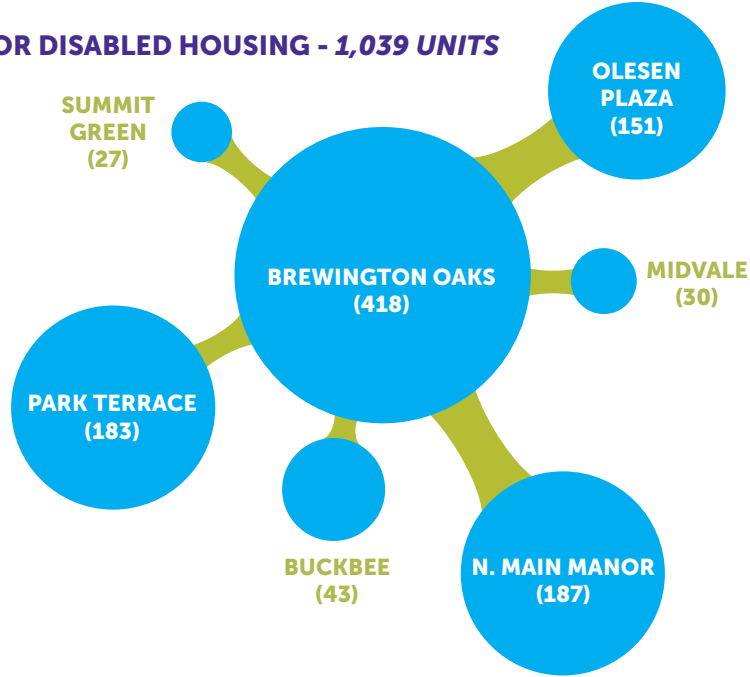 OR DISABLED HOUSING - 1,039 UNITS
OLESEN
PLAZA
(151)
SUMMIT
GREEN
(27)
BREWINGTON OAKS
(418)
MIDVALE
(30)
PARK TERRACE
(183)
BUCKBEE
(43)
N. MAIN MANOR
(187)